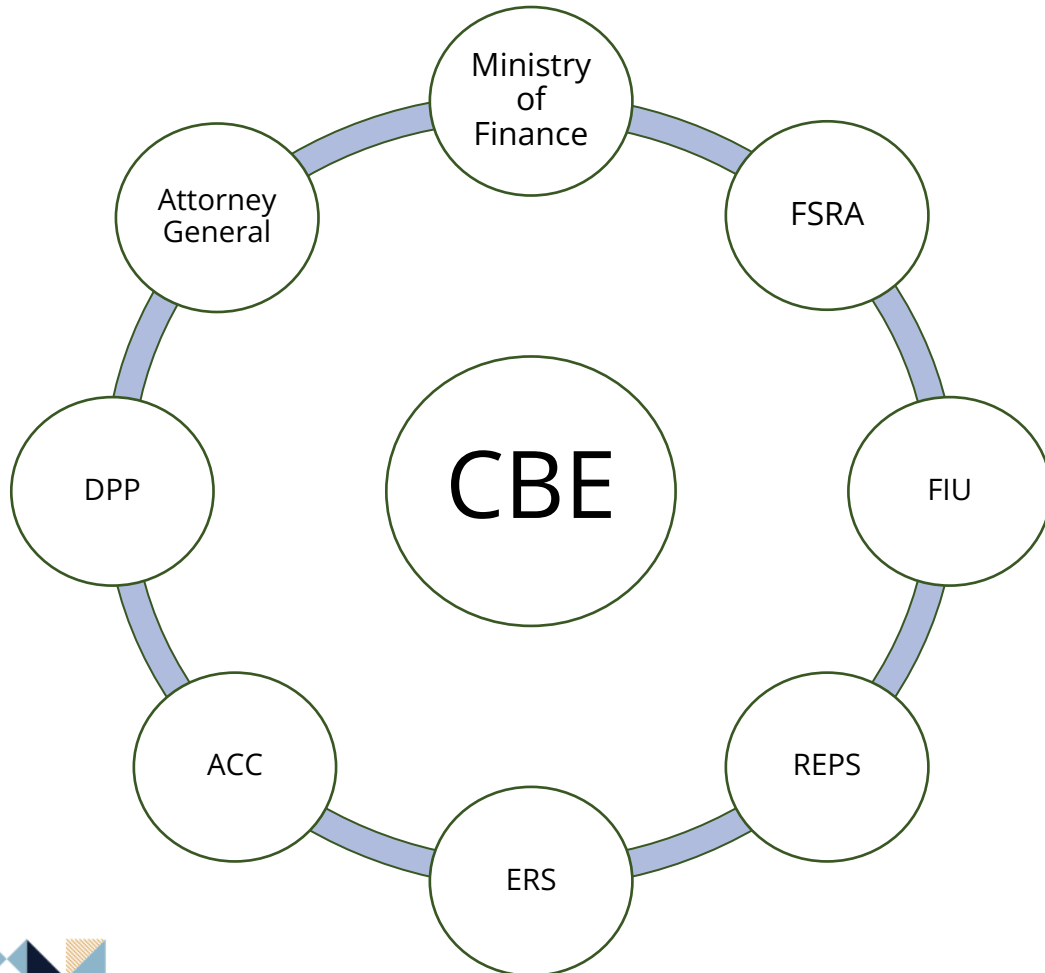 Ministry
of
Finance
FSRA
FIU
REPS
ERS
ACC
DPP
Attorney
General
CBE